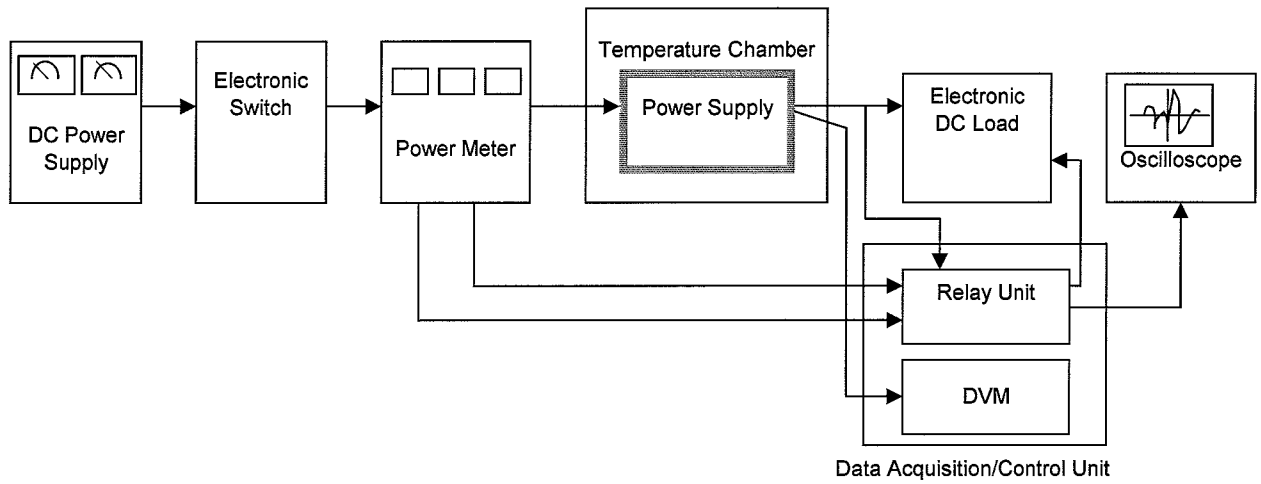 DC Power
Supply
Electronic
Switch
Power Meter
Temperature Chamber
Power Supply
Electronic
DC Load
Oscilloscope
Relay Unit
DVM
Data Acquisition/Control Unit